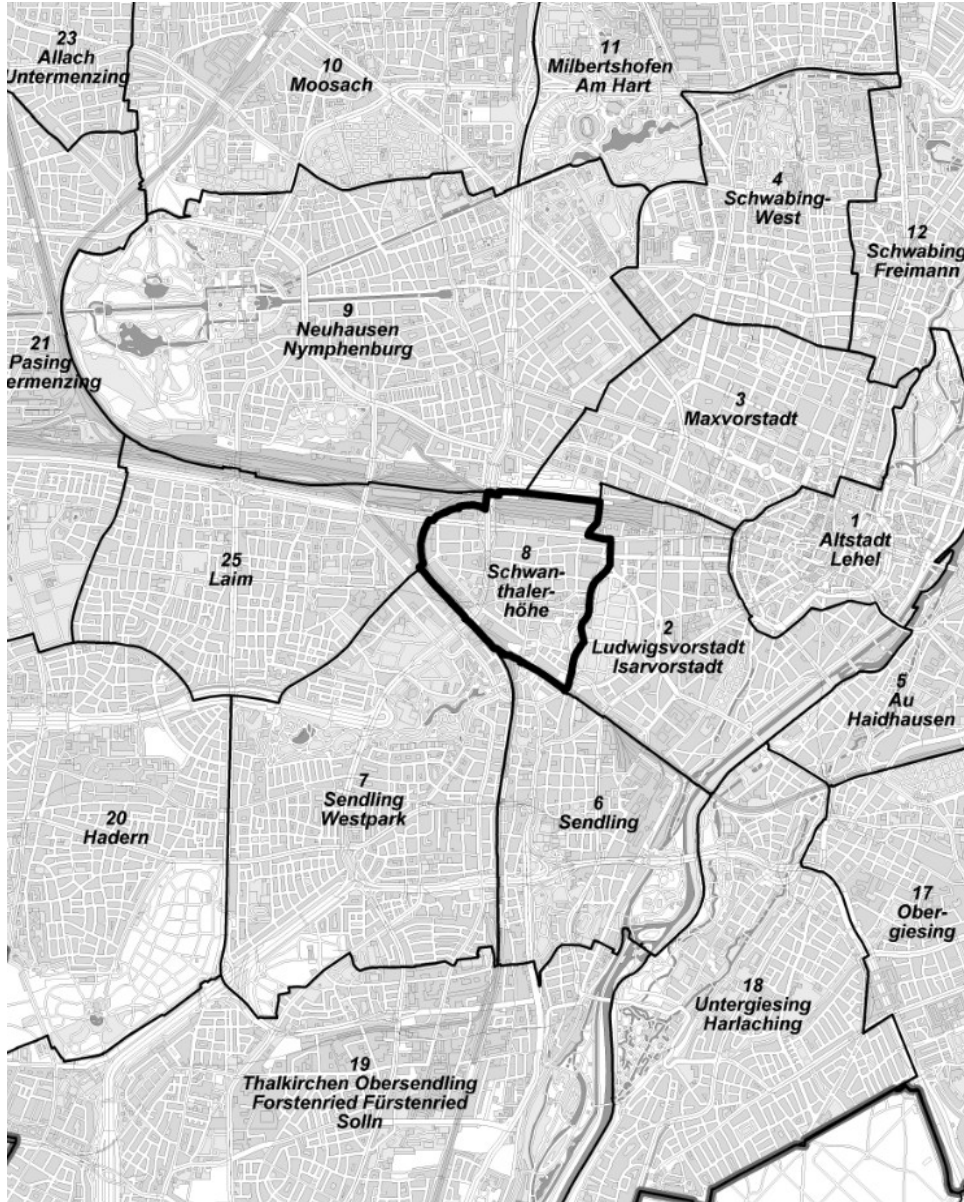 23
Allach
Untermenzing
10
Moosach
11
Milbertshofen
Am Hart
4
Schwabing-
West
12
Schwabing
Freimann
9
Neuhausen
Nymphenburg
21
Pasing
ermenzing
3
Maxvorstadt
1
Altstadt
Lehel
25
Laim
8
Schwan-
thaler-
höhe
2
Ludwigsvorstadt
Isarvorstadt
5
Au
Haidhausen
7
Sendling
Westpark
6
Sendling
20
Hadern
17
Ober-
giesing
18
Untergiesing
Harlaching
19
Thalkirchen Obersendling
Forstenried Fürstenried
Solln